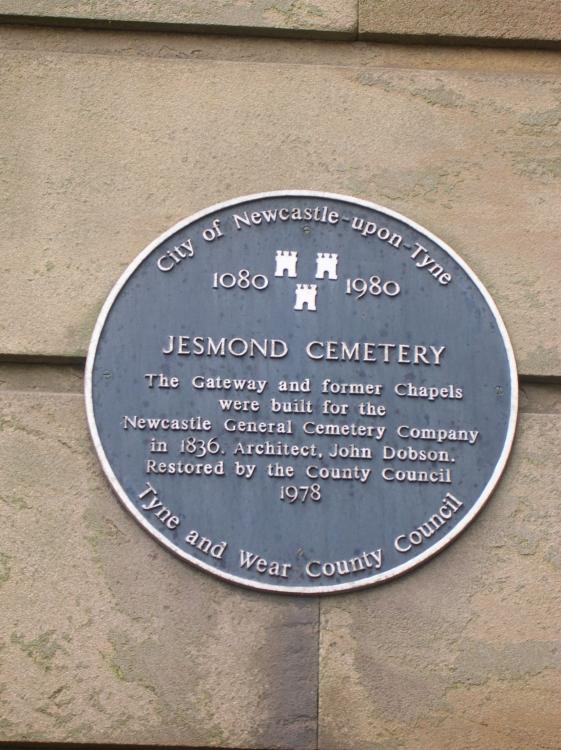 City of Newcastle-upon-Tyne
1080 1980
JESMOND CEMETERY
The Gateway and former Chapels
were built for the
Newcastle General Cemetery Company
in 1836. Architect, John Dobson.
Restored by the County Council
1978
Tyne and Wear County Council